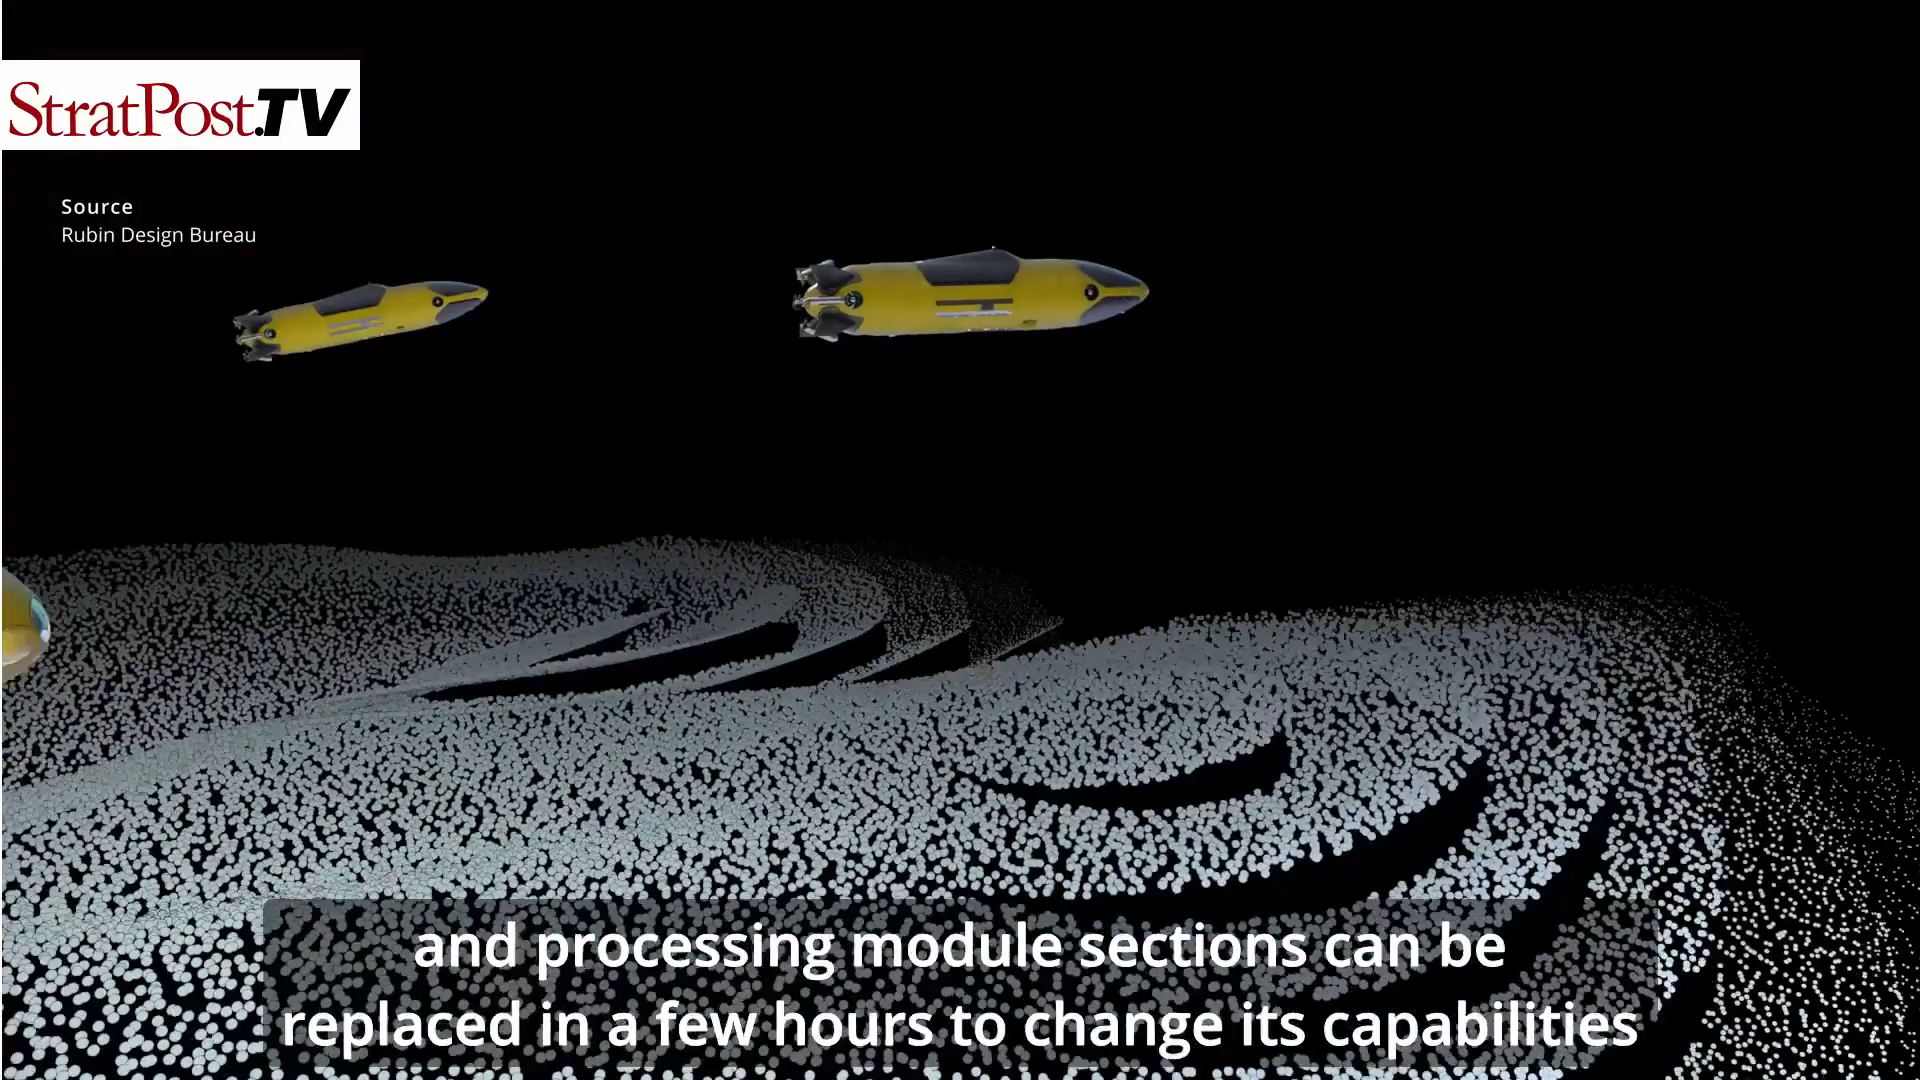 StratPost.TV
Source
Rubin Design Bureau
and processing module sections can be
replaced in a few hours to change its capabilities